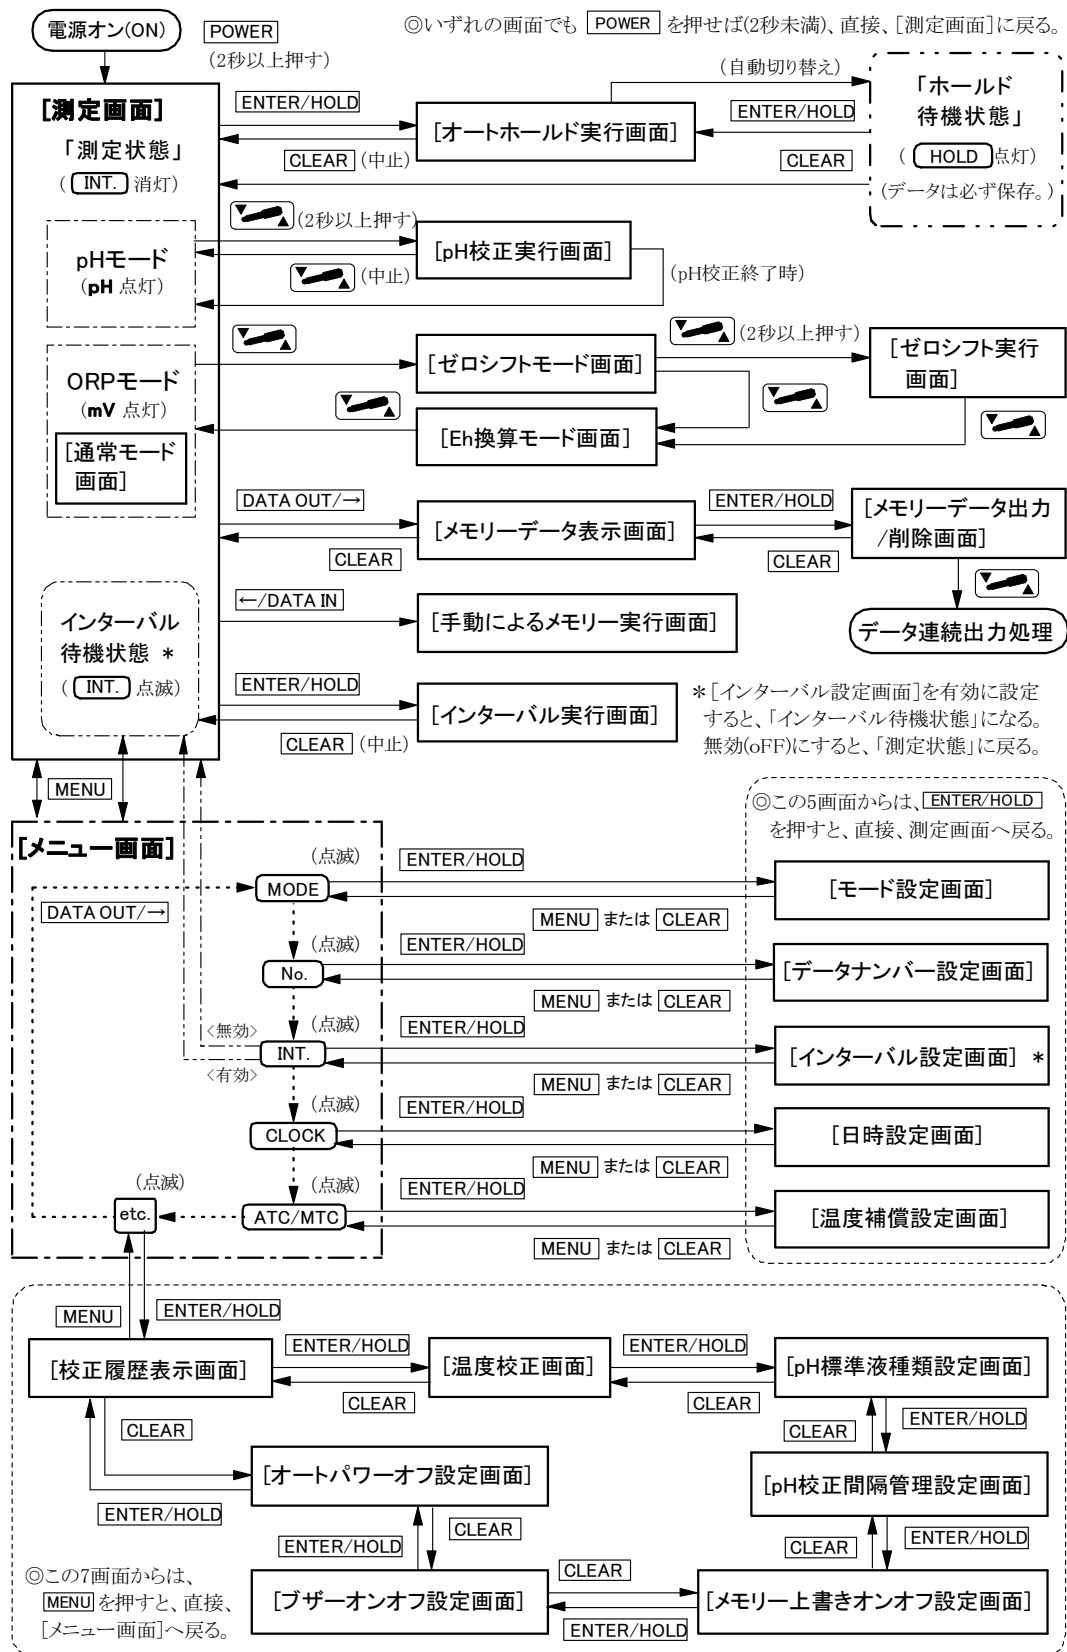 電源オン(ON)
POWER
(2秒以上押す)
◎いずれの画面でも POWER を押せば(2秒未満)、直接、[測定画面]に戻る。
[測定画面]
「測定状態」
( INT. 消灯)
ENTER/HOLD
[オートホールド実行画面]
CLEAR (中止)
(自動切り替え)
ENTER/HOLD
CLEAR
「ホールド
待機状態」
( HOLD 点灯)
(データは必ず保存。)
pHモード
(pH 点灯)
(2秒以上押す)
[pH校正実行画面]
(中止)
(pH校正終了時)
ORPモード
(mV 点灯)
[通常モード
画面]
[ゼロシフトモード画面]
(2秒以上押す)
[ゼロシフト実行
画面]
[Eh換算モード画面]
DATA OUT/→
[メモリーデータ表示画面]
CLEAR
ENTER/HOLD
CLEAR
[メモリーデータ出力
/削除画面]
データ連続出力処理
←/DATA IN
[手動によるメモリー実行画面]
インターバル
待機状態 *
( INT. 点滅)
ENTER/HOLD
[インターバル実行画面]
CLEAR (中止)
*[インターバル設定画面]を有効に設定
すると、「インターバル待機状態」になる。
無効(oFF)にすると、「測定状態」に戻る。
MENU
◎この5画面からは、ENTER/HOLD
を押すと、直接、測定画面へ戻る。
[メニュー画面]
(点滅)
MODE
ENTER/HOLD
[モード設定画面]
MENU または CLEAR
DATA OUT/→
(点滅)
No.
ENTER/HOLD
[データナンバー設定画面]
MENU または CLEAR
<無効>
(点滅)
INT.
<有効>
ENTER/HOLD
[インターバル設定画面] *
MENU または CLEAR
(点滅)
CLOCK
ENTER/HOLD
[日時設定画面]
MENU または CLEAR
(点滅)
etc.
(点滅)
ATC/MTC
ENTER/HOLD
[温度補償設定画面]
MENU または CLEAR
MENU
ENTER/HOLD
[校正履歴表示画面]
ENTER/HOLD
CLEAR
[温度校正画面]
ENTER/HOLD
CLEAR
[pH標準液種類設定画面]
CLEAR
ENTER/HOLD
CLEAR
ENTER/HOLD
[オートパワーオフ設定画面]
[pH校正間隔管理設定画面]
ENTER/HOLD
CLEAR
CLEAR
ENTER/HOLD
◎この7画面からは、
MENU を押すと、直接、
[メニュー画面]へ戻る。
[ブザーオンオフ設定画面]
CLEAR
ENTER/HOLD
[メモリー上書きオンオフ設定画面]